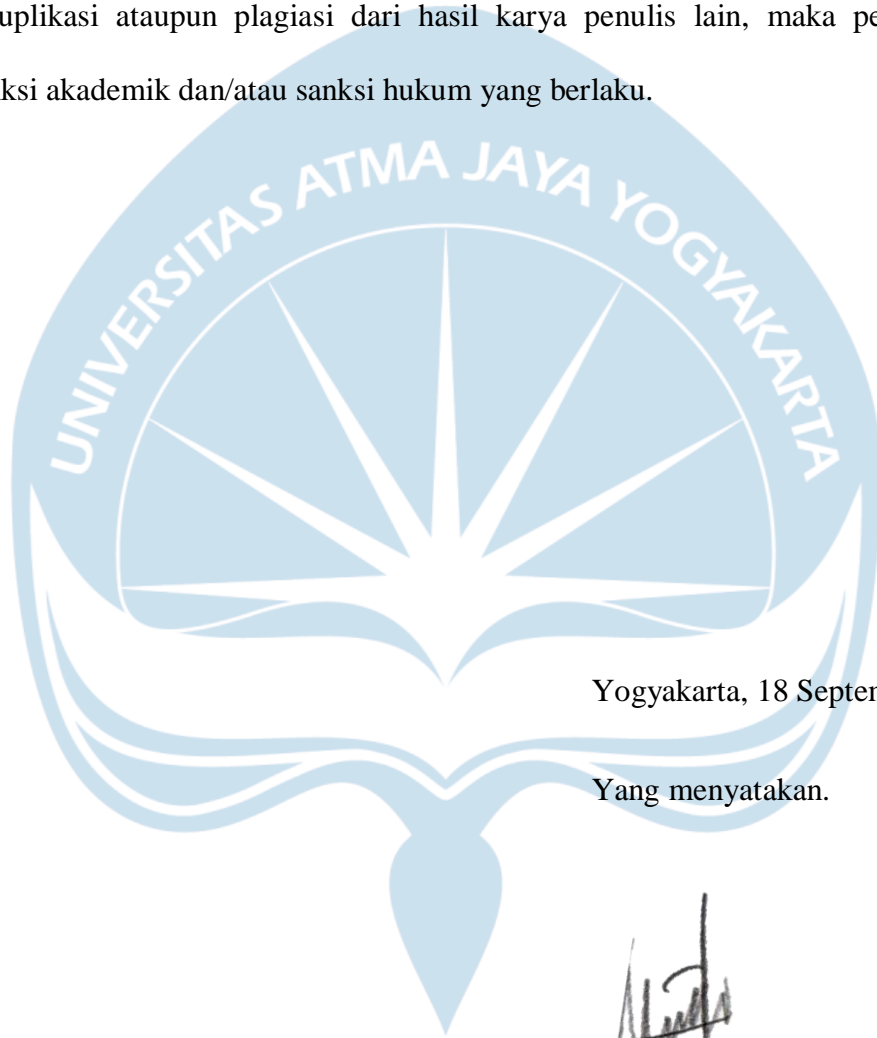 uplikasi ataupun plagiasi dari hasil karya penulis lain, maka pe
ksi akademik dan/atau sanksi hukum yang berlaku.
UNIVERSITAS ATMA JAYA YOGYAKARTA
Yogyakarta, 18 Septe
Yang menyatakan.